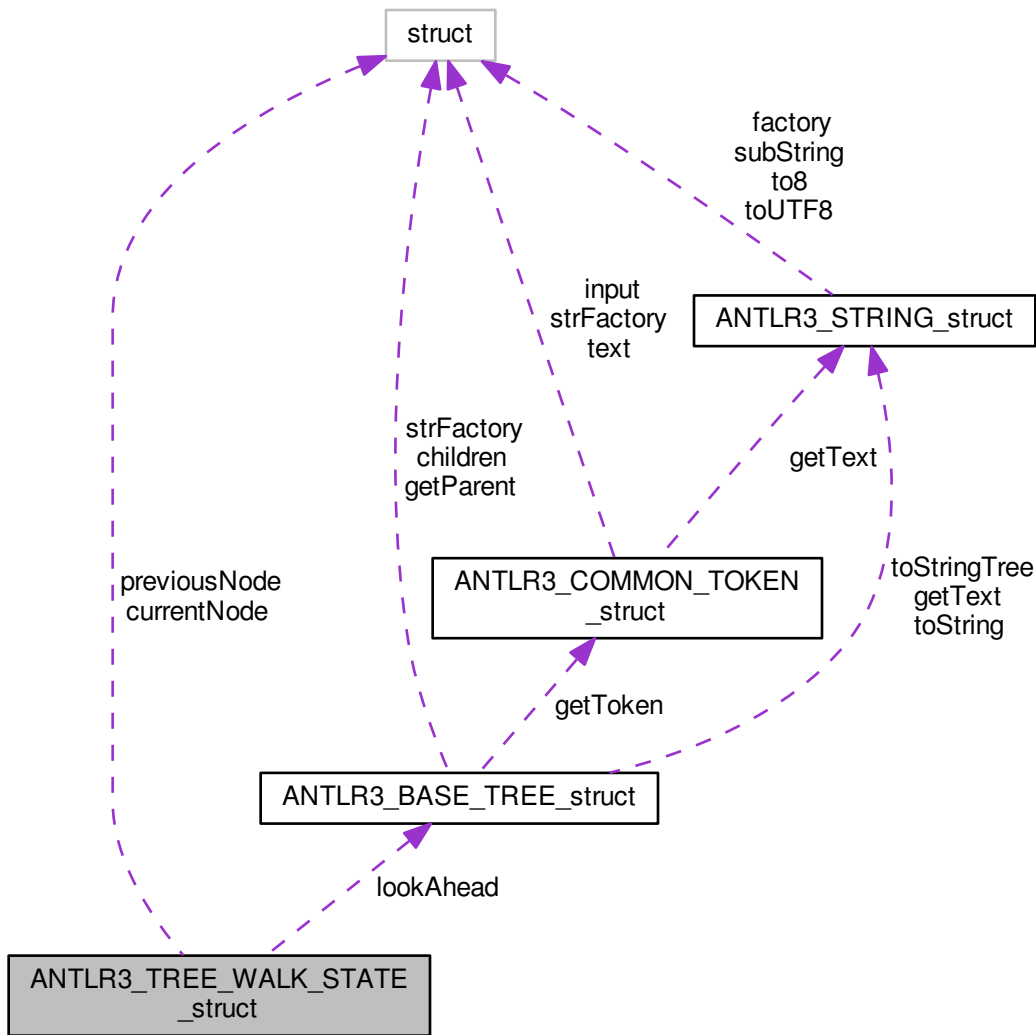 struct
factory
subString
to8
toUTF8
input
strFactory
text
ANTLR3_STRING_struct
strFactory
children
getParent
getText
previousNode
currentNode
ANTLR3_COMMON_TOKEN
_struct
toStringTree
getText
toString
getToken
ANTLR3_BASE_TREE_struct
lookAhead
ANTLR3_TREE_WALK_STATE
_struct